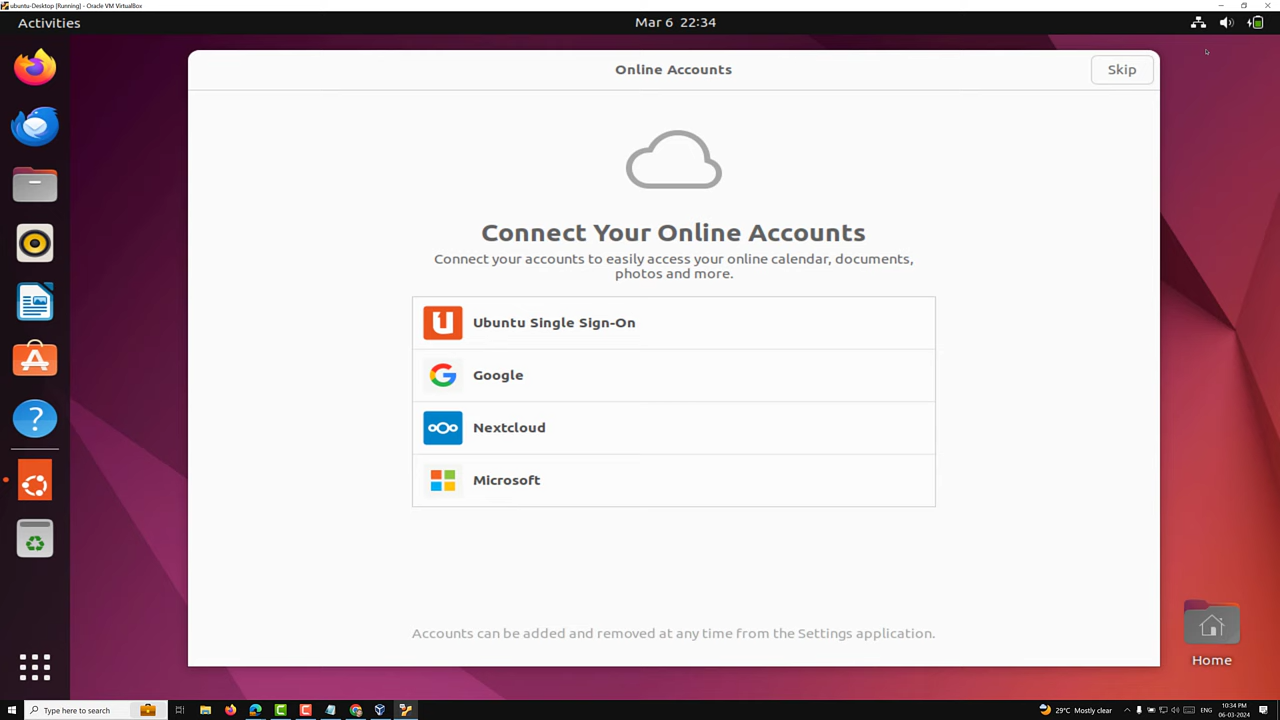 ubuntu-Desktop [Running] - Oracle VM VirtualBox
Activities
Mar 6 22:34
Online Accounts
Skip
Connect Your Online Accounts
Connect your accounts to easily access your online calendar, documents,
photos and more.
Ubuntu Single Sign-On
Google
Nextcloud
Microsoft
Accounts can be added and removed at any time from the Settings application.
Home
Type here to search
29°C Mostly clear
ENG
10:34 PM
06-03-2024